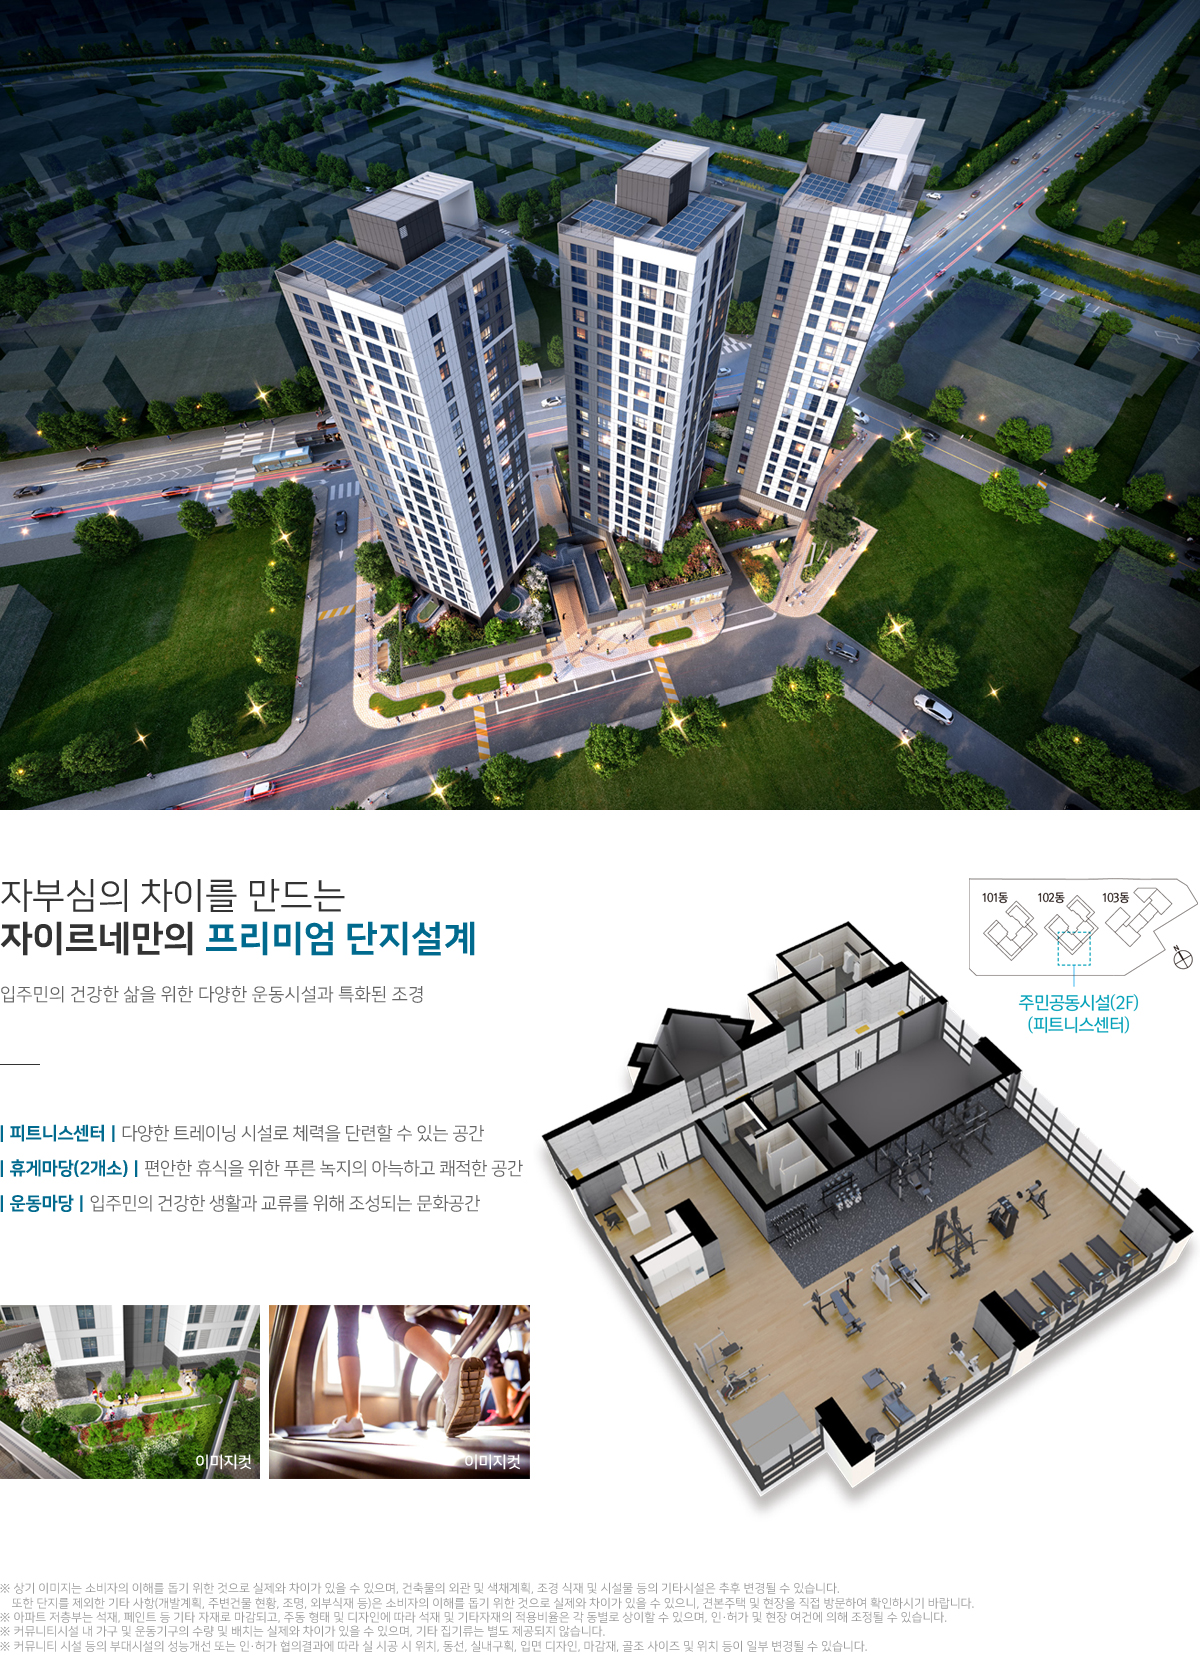 자부심의 차이를 만드는
자이르네만의 프리미엄 단지설계
입주민의 건강한 삶을 위한 다양한 운동시설과 특화된 조경
| 피트니스센터 | 다양한 트레이닝 시설로 체력을 단련할 수 있는 공간
| 휴게마당(2개소) | 편안한 휴식을 위한 푸른 녹지의 아늑하고 쾌적한 공간
| 운동마당 | 입주민의 건강한 생활과 교류를 위해 조성되는 문화공간
101동 102동 103동
N
주민공동시설(2F)
(피트니스센터)
이미지컷
이미지컷
※ 상기 이미지는 소비자의 이해를 돕기 위한 것으로 실제와 차이가 있을 수 있으며, 건축물의 외관 및 색채계획, 조경 식재 및 시설물 등의 기타시설은 추후 변경될 수 있습니다.
또한 단지를 제외한 기타 사항(개발계획, 주변건물 현황, 조명, 외부식재 등)은 소비자의 이해를 돕기 위한 것으로 실제와 차이가 있을 수 있으니, 견본주택 및 현장을 직접 방문하여 확인하시기 바랍니다.
※ 아파트 저층부는 석재, 페인트 등 기타 자재로 마감되고, 주동 형태 및 디자인에 따라 석재 및 기타자재의 적용비율은 각 동별로 상이할 수 있으며, 인·허가 및 현장 여건에 의해 조정될 수 있습니다.
※ 커뮤니티시설 내 가구 및 운동기구의 수량 및 배치는 실제와 차이가 있을 수 있으며, 기타 집기류는 별도 제공되지 않습니다.
※ 커뮤니티 시설 등의 부대시설의 성능개선 또는 인·허가 협의결과에 따라 실 시공 시 위치, 동선, 실내구획, 입면 디자인, 마감재, 골조 사이즈 및 위치 등이 일부 변경될 수 있습니다.